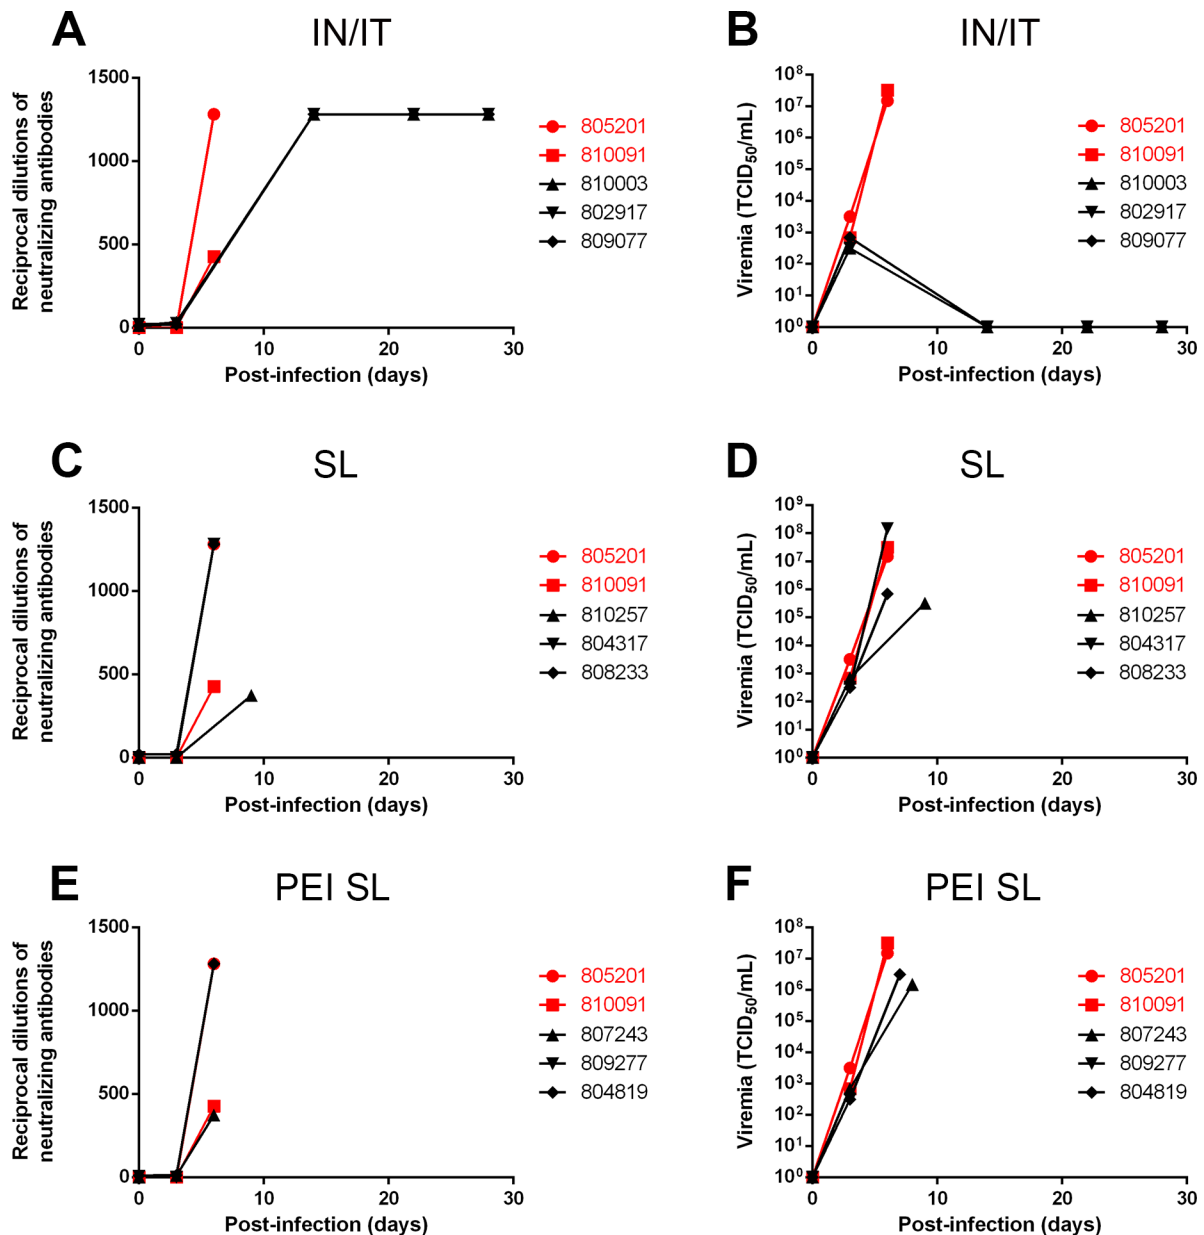 A IN/IT
Reciprocal dilutions of
neutralizing antibodies
1500
1000
500
0
0 10 20 30
Post-infection (days)
805201
810091
810003
802917
809077
B IN/IT
Viremia (TCID50/mL)
10⁸
10⁷
10⁶
10⁵
10⁴
10³
10²
10¹
10⁰
0 10 20 30
Post-infection (days)
805201
810091
810003
802917
809077
C SL
Reciprocal dilutions of
neutralizing antibodies
1500
1000
500
0
0 10 20 30
Post-infection (days)
805201
810091
810257
804317
808233
D SL
Viremia (TCID50/mL)
10⁹
10⁸
10⁷
10⁶
10⁵
10⁴
10³
10²
10¹
10⁰
0 10 20 30
Post-infection (days)
805201
810091
810257
804317
808233
E PEI SL
Reciprocal dilutions of
neutralizing antibodies
1500
1000
500
0
0 10 20 30
Post-infection (days)
805201
810091
807243
809277
804819
F PEI SL
Viremia (TCID50/mL)
10⁸
10⁷
10⁶
10⁵
10⁴
10³
10²
10¹
10⁰
0 10 20 30
Post-infection (days)
805201
810091
807243
809277
804819